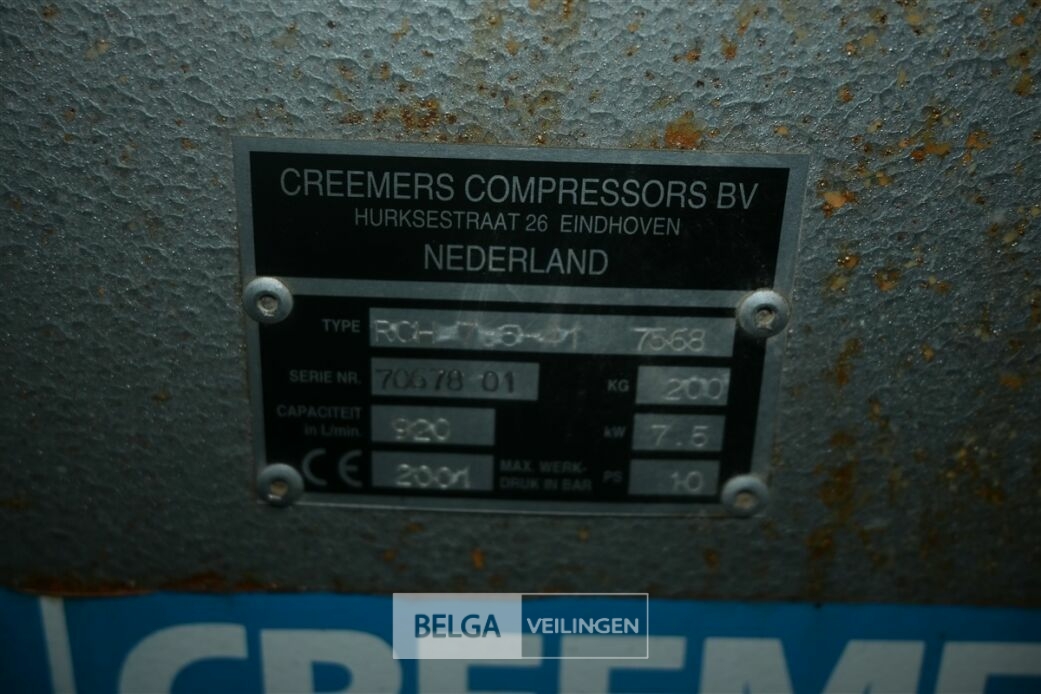 CREEMERS COMPRESSORS BV
HURKSESTRAAT 26 EINDHOVEN
NEDERLAND
TYPE 7568
SERIE NR. 70678 01 KG 200
CAPACITEIT
in L/min. 920 kW 7.5
CE 2001 MAX. WERK-
DRUK IN BAR PS 10
BELGA VEILINGEN
CREEME